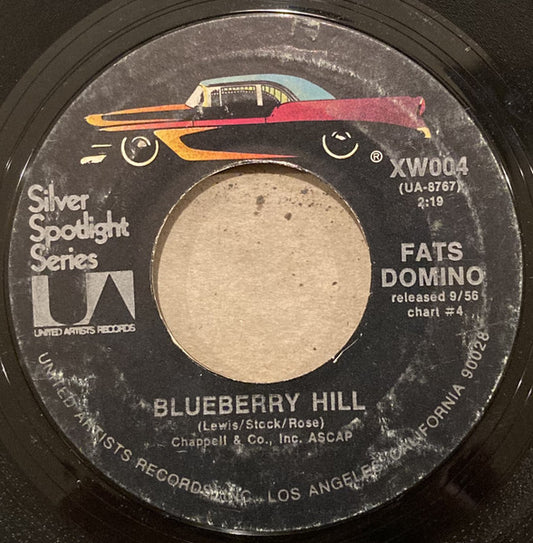 ®
XW004
(UA-8767)
2:19
Silver
Spotlight
Series
UA
UNITED ARTISTS RECORDS
FATS
DOMINO
released 9/56
chart #4
BLUEBERRY HILL
(Lewis/Stock/Rose)
Chappell & Co., Inc. ASCAP
UNITED ARTISTS RECORDS, INC. LOS ANGELES, CALIFORNIA 90028